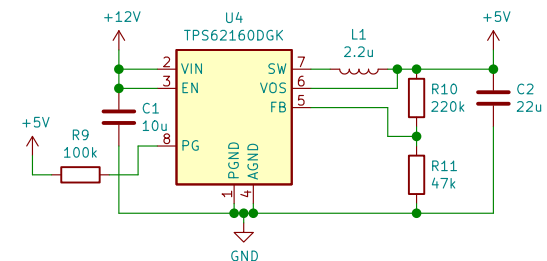 +12V
U4
TPS62160DGK
+5V
L1
2.2u
2
VIN
SW
7
3
EN
VOS
6
FB
5
R10
220k
C2
22u
C1
10u
+5V
R9
100k
8
PG
PGND
AGND
1
4
R11
47k
GND